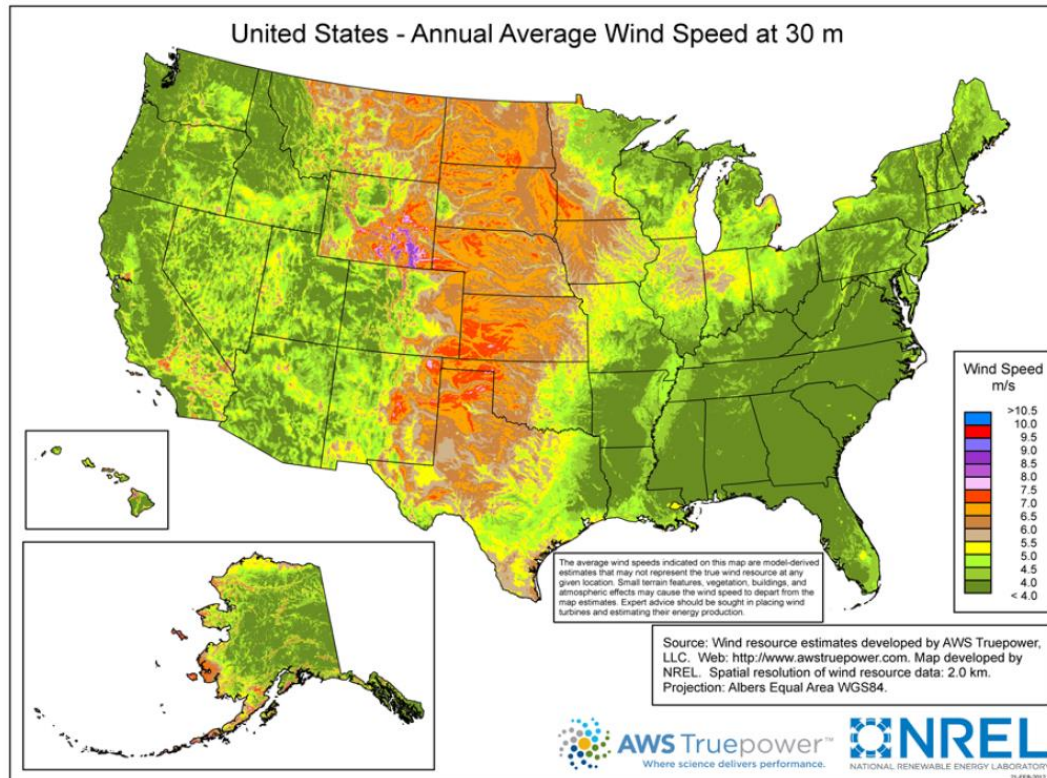 United States - Annual Average Wind Speed at 30 m
Wind Speed
m/s
>10.5
10.0
9.5
9.0
8.5
8.0
7.5
7.0
6.5
6.0
5.5
5.0
4.5
4.0
< 4.0
The average wind speeds indicated on this map are model-derived
estimates that may not represent the true wind resource at any
given location. Small terrain features, vegetation, buildings, and
atmospheric effects may cause the wind speed to depart from the
map estimates. Expert advice should be sought in placing wind
turbines and estimating their energy production.
Source: Wind resource estimates developed by AWS Truepower,
LLC. Web: http://www.awstruepower.com. Map developed by
NREL. Spatial resolution of wind resource data: 2.0 km.
Projection: Albers Equal Area WGS84.
AWS Truepower™
Where science delivers performance.
NREL
NATIONAL RENEWABLE ENERGY LABORATORY